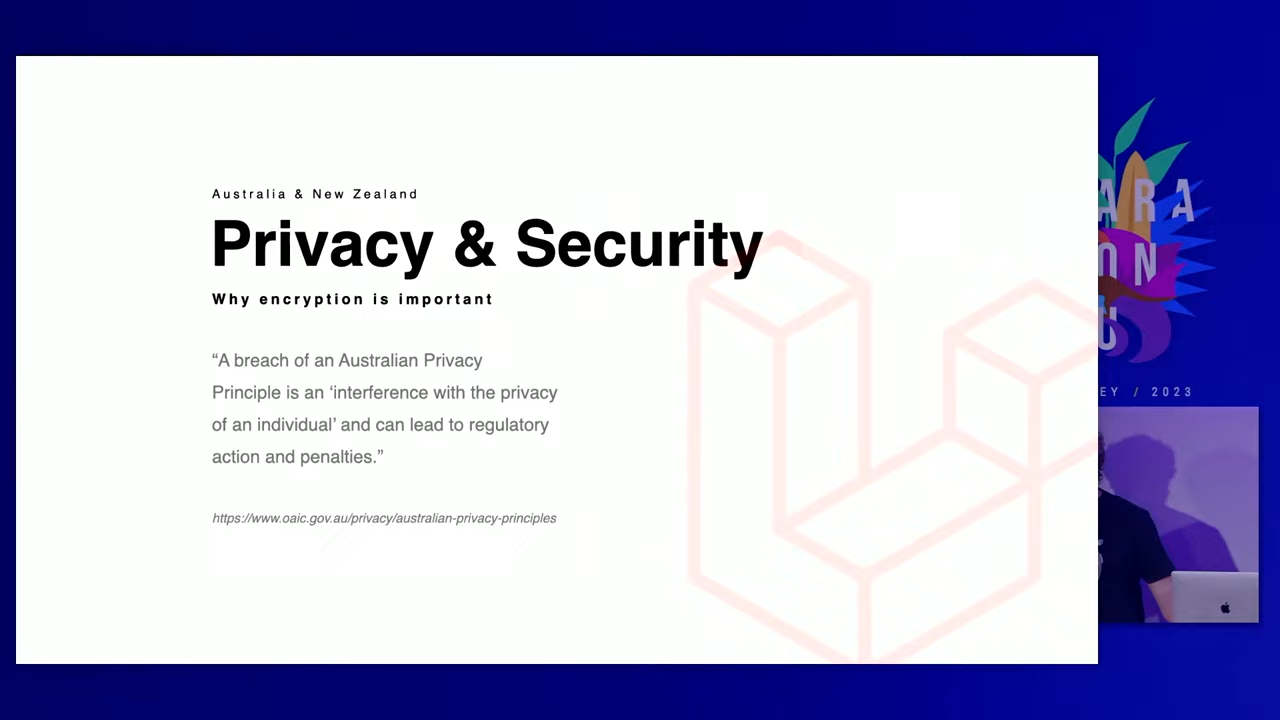 Australia & New Zealand
Privacy & Security
Why encryption is important
“A breach of an Australian Privacy
Principle is an ‘interference with the privacy
of an individual’ and can lead to regulatory
action and penalties.”
https://www.oaic.gov.au/privacy/australian-privacy-principles
ARA
ON
U
EY / 2023